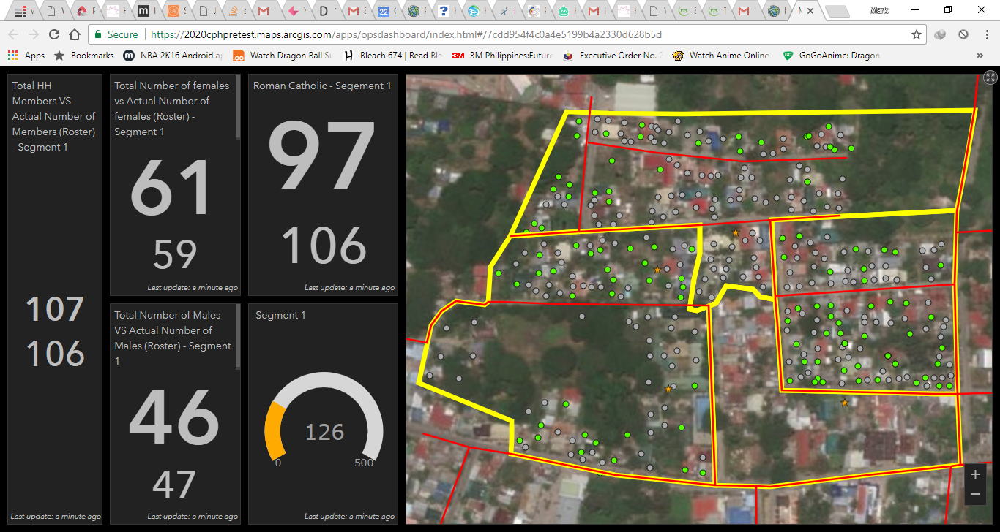 Mark
Secure
https://2020cphpretest.maps.arcgis.com/apps/opsdashboard/index.html#/7cdd954f4c0a4e5199b4a2330d628b5d
Apps
Bookmarks
NBA 2K16 Android a
Watch Dragon Ball Su
Bleach 674 | Read Ble
3M Philippines:Futur
Executive Order No. 2
Watch Anime Online
GoGoAnime: Dragon
»
Total HH
Members VS
Actual Number of
Members (Roster)
- Segment 1
107
106
Last update: a minute ago
Total Number of females
vs Actual Number of
females (Roster) -
Segment 1
61
59
Last update: a minute ago
Roman Catholic - Segement 1
97
106
Last update: a minute ago
Total Number of Males
VS Actual Number of
Males (Roster) - Segment
1
46
47
Last update: a minute ago
Segment 1
126
0
500
Last update: a minute ago
+
−